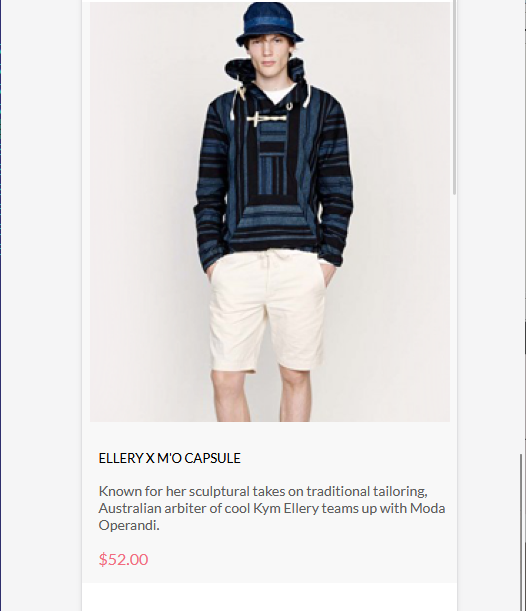 ELLERY X M'O CAPSULE
Known for her sculptural takes on traditional tailoring,
Australian arbiter of cool Kym Ellery teams up with Moda
Operandi.
$52.00